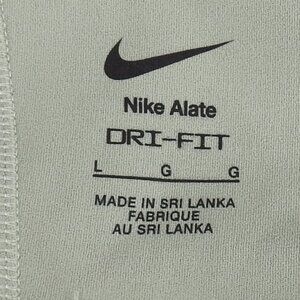 Nike Alate
DRI-FIT
L G G
MADE IN SRI LANKA
FABRIQUE
AU SRI LANKA